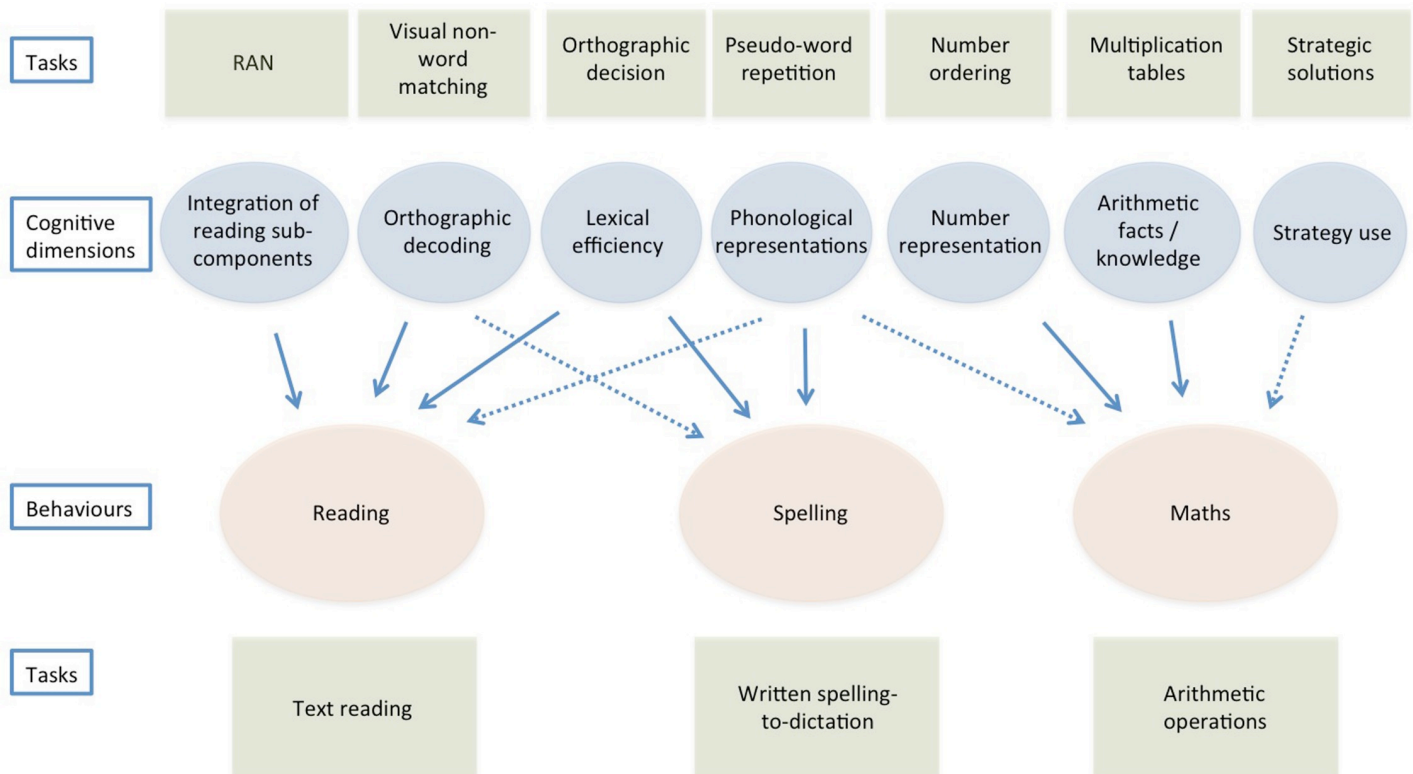 Tasks
RAN
Visual non-
word
matching
Orthographic
decision
Pseudo-word
repetition
Number
ordering
Multiplication
tables
Strategic
solutions
Cognitive
dimensions
Integration of
reading sub-
components
Orthographic
decoding
Lexical
efficiency
Phonological
representations
Number
representation
Arithmetic
facts /
knowledge
Strategy use
Behaviours
Reading
Spelling
Maths
Tasks
Text reading
Written spelling-
to-dictation
Arithmetic
operations